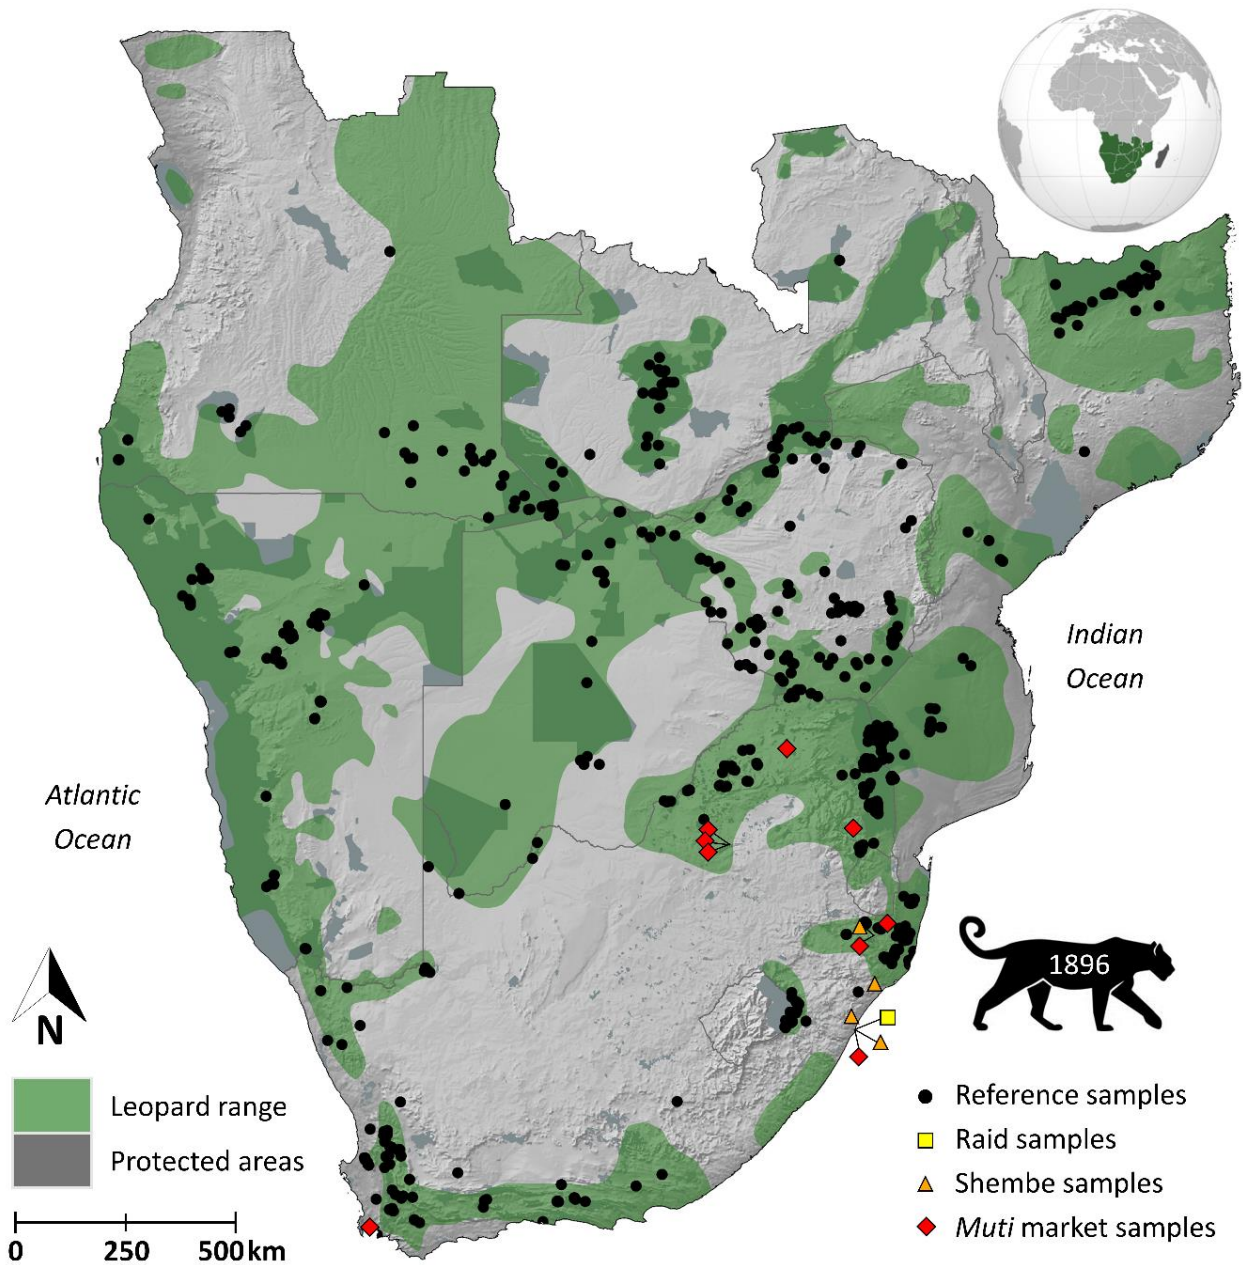 Indian
Ocean
Atlantic
Ocean
1896
N
Leopard range
Protected areas
0 250 500 km
Reference samples
Raid samples
Shembe samples
Muti market samples